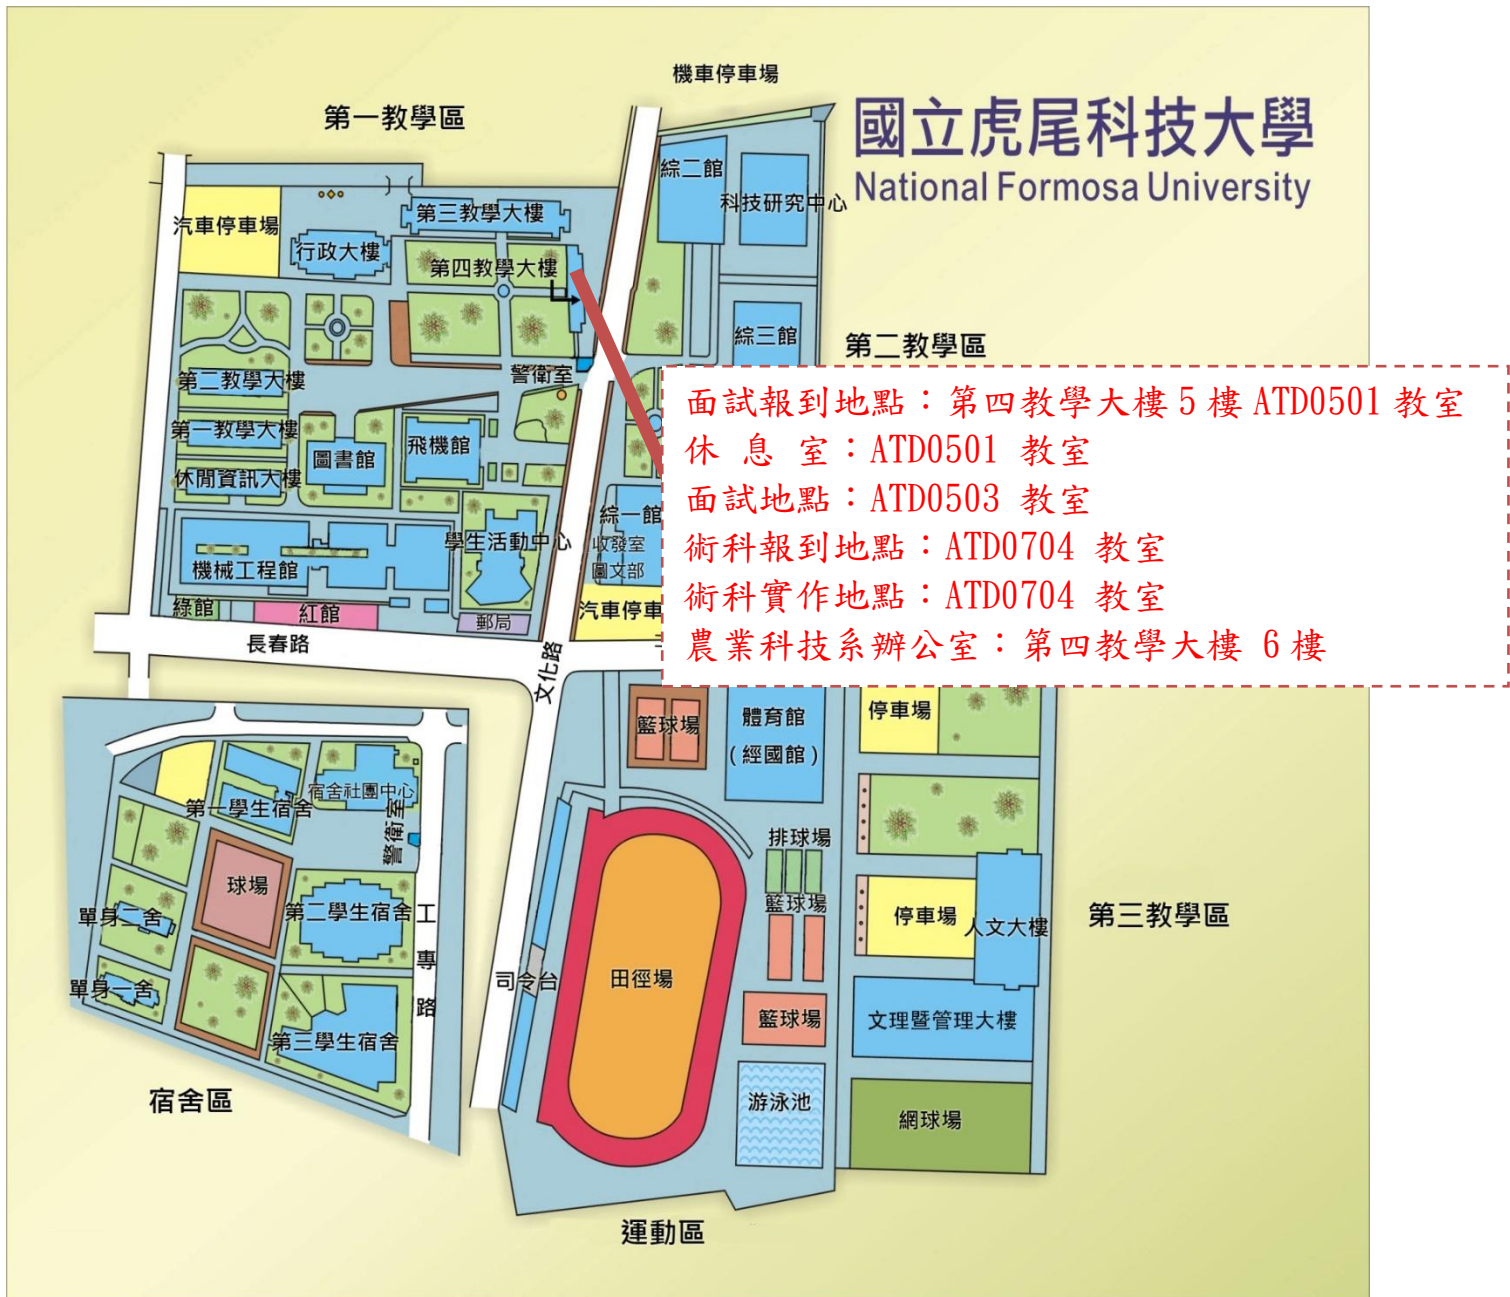 機車停車場
第一教學區
國立虎尾科技大學
National Formosa University
綜二館
科技研究中心
汽車停車場
第三教學大樓
行政大樓
第四教學大樓
綜三館
第二教學區
警衛室
第二教學大樓
第一教學大樓
圖書館
飛機館
休閒資訊大樓
面試報到地點：第四教學大樓 5 樓 ATD0501 教室
休 息 室：ATD0501 教室
面試地點：ATD0503 教室
術科報到地點：ATD0704 教室
術科實作地點：ATD0704 教室
農業科技系辦公室：第四教學大樓 6 樓
綜一館
收發室
圖文部
學生活動中心
機械工程館
綠館
紅館
郵局
汽車停車
長春路
文化路
籃球場
體育館
(經國館)
停車場
第一學生宿舍
宿舍社團中心
警衛室
球場
第二學生宿舍
單身二舍
單身一舍
第三學生宿舍
工專路
宿舍區
排球場
籃球場
司令台
田徑場
籃球場
游泳池
停車場
人文大樓
第三教學區
文理暨管理大樓
網球場
運動區